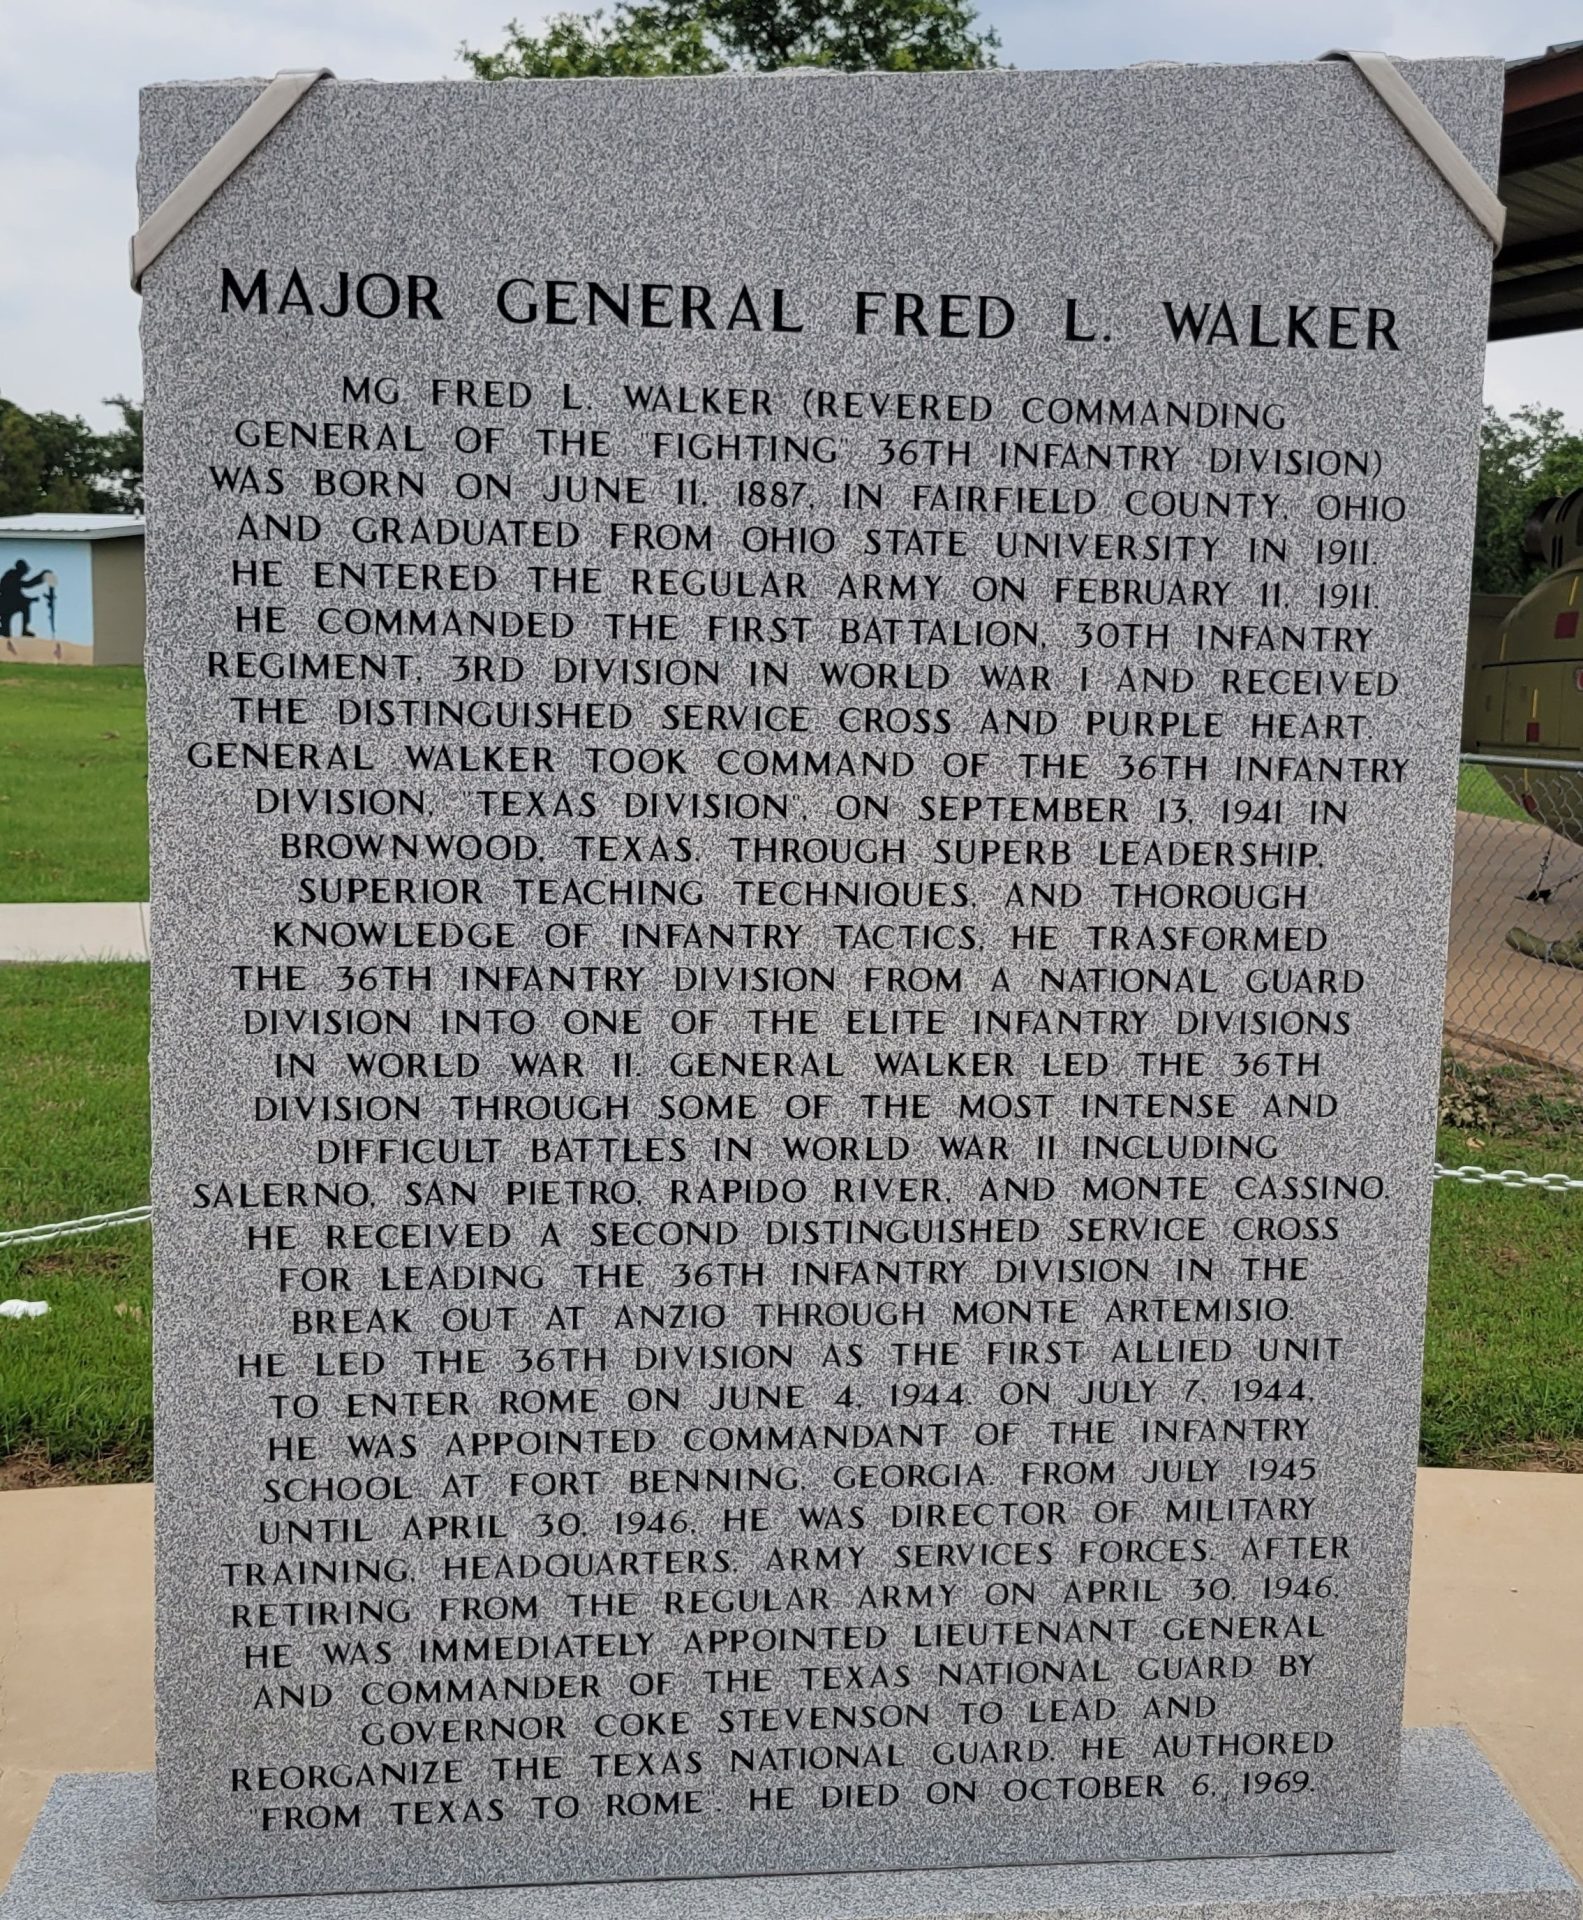 MAJOR GENERAL FRED L. WALKER
MG FRED L. WALKER (REVERED COMMANDING
GENERAL OF THE "FIGHTING" 36TH INFANTRY DIVISION)
WAS BORN ON JUNE 11, 1887, IN FAIRFIELD COUNTY, OHIO
AND GRADUATED FROM OHIO STATE UNIVERSITY IN 1911.
HE ENTERED THE REGULAR ARMY ON FEBRUARY 11, 1911.
HE COMMANDED THE FIRST BATTALION, 30TH INFANTRY
REGIMENT, 3RD DIVISION IN WORLD WAR I AND RECEIVED
THE DISTINGUISHED SERVICE CROSS AND PURPLE HEART.
GENERAL WALKER TOOK COMMAND OF THE 36TH INFANTRY
DIVISION, "TEXAS DIVISION", ON SEPTEMBER 13, 1941 IN
BROWNWOOD, TEXAS. THROUGH SUPERB LEADERSHIP,
SUPERIOR TEACHING TECHNIQUES, AND THOROUGH
KNOWLEDGE OF INFANTRY TACTICS, HE TRASFORMED
THE 36TH INFANTRY DIVISION FROM A NATIONAL GUARD
DIVISION INTO ONE OF THE ELITE INFANTRY DIVISIONS
IN WORLD WAR II. GENERAL WALKER LED THE 36TH
DIVISION THROUGH SOME OF THE MOST INTENSE AND
DIFFICULT BATTLES IN WORLD WAR II INCLUDING
SALERNO, SAN PIETRO, RAPIDO RIVER, AND MONTE CASSINO.
HE RECEIVED A SECOND DISTINGUISHED SERVICE CROSS
FOR LEADING THE 36TH INFANTRY DIVISION IN THE
BREAK OUT AT ANZIO THROUGH MONTE ARTEMISIO.
HE LED THE 36TH DIVISION AS THE FIRST ALLIED UNIT
TO ENTER ROME ON JUNE 4, 1944. ON JULY 7, 1944,
HE WAS APPOINTED COMMANDANT OF THE INFANTRY
SCHOOL AT FORT BENNING, GEORGIA. FROM JULY 1945
UNTIL APRIL 30, 1946, HE WAS DIRECTOR OF MILITARY
TRAINING, HEADQUARTERS, ARMY SERVICES FORCES. AFTER
RETIRING FROM THE REGULAR ARMY ON APRIL 30, 1946,
HE WAS IMMEDIATELY APPOINTED LIEUTENANT GENERAL
AND COMMANDER OF THE TEXAS NATIONAL GUARD BY
GOVERNOR COKE STEVENSON TO LEAD AND
REORGANIZE THE TEXAS NATIONAL GUARD. HE AUTHORED
"FROM TEXAS TO ROME". HE DIED ON OCTOBER 6, 1969.